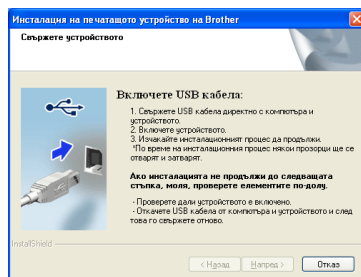 Инсталация на печатащото устройство на Brother
Свържете устройството
Включете USB кабела:
1. Свържете USB кабела директно с компютъра и
устройството.
2. Включете устройството.
3. Изчакайте инсталационният процес да продължи.
*По време на инсталационния процес някои прозорци ще се
отварят и затварят.
Ако инсталацията не продължи до следващата
стъпка, моля, проверете елементите по-долу.
· Проверете дали устройството е включено.
· Откачете USB кабела от компютъра и устройството и след
това го свържете отново.
InstallShield
< Назад
Напред >
Отказ